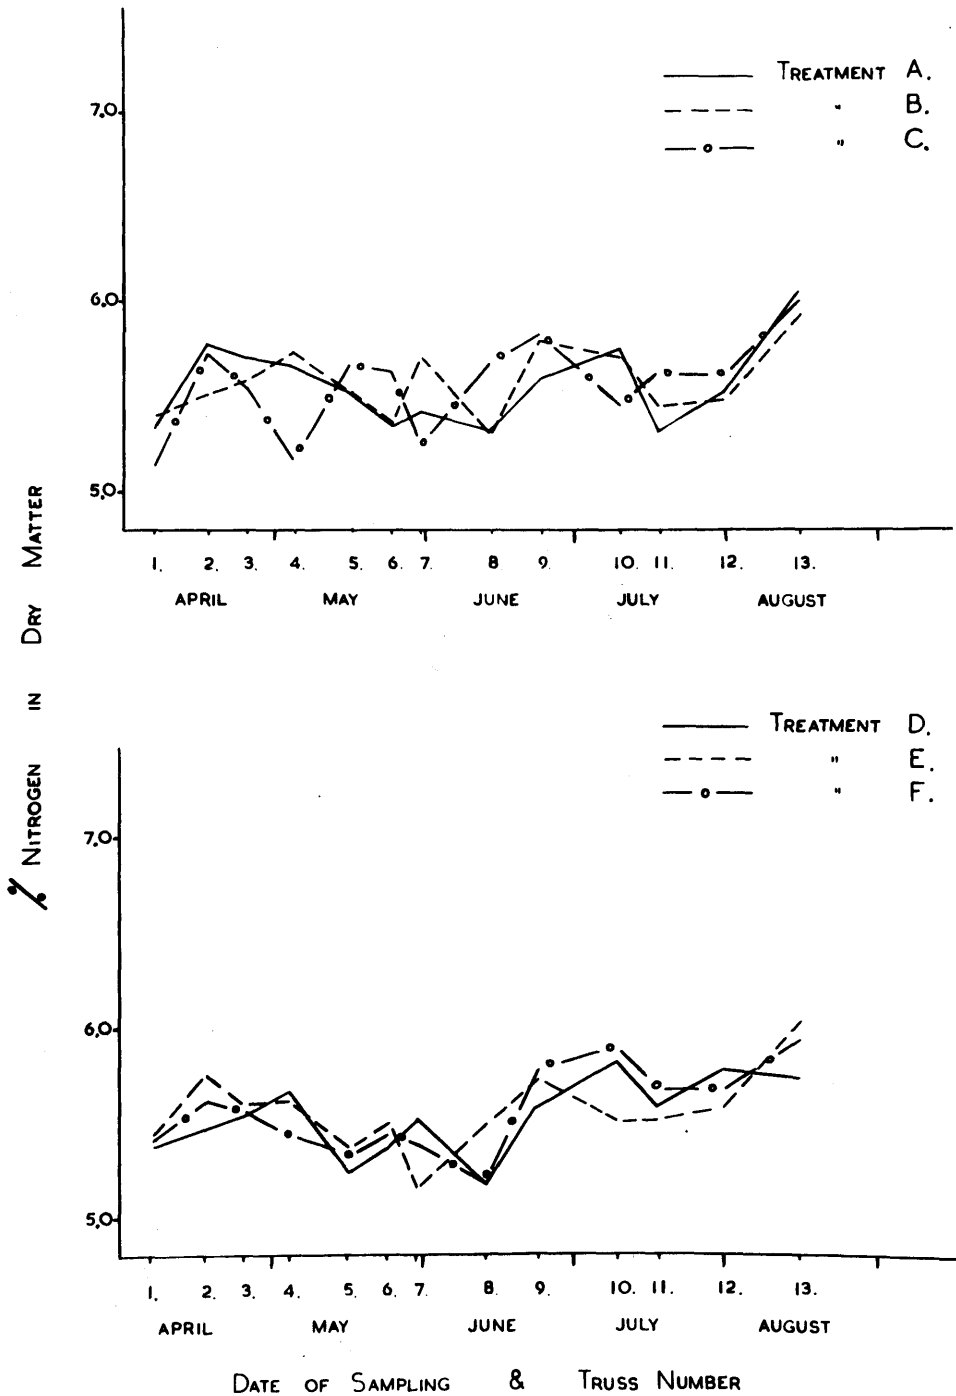 TREATMENT A.
" B.
" C.
7.0
6.0
5.0
1. 2. 3. 4. 5. 6. 7. 8 9. 10. 11. 12. 13.
APRIL MAY JUNE JULY AUGUST
% NITROGEN IN DRY MATTER
TREATMENT D.
" E.
" F.
7.0
6.0
5.0
1. 2. 3. 4. 5. 6. 7. 8. 9. 10. 11. 12. 13.
APRIL MAY JUNE JULY AUGUST
DATE OF SAMPLING & TRUSS NUMBER